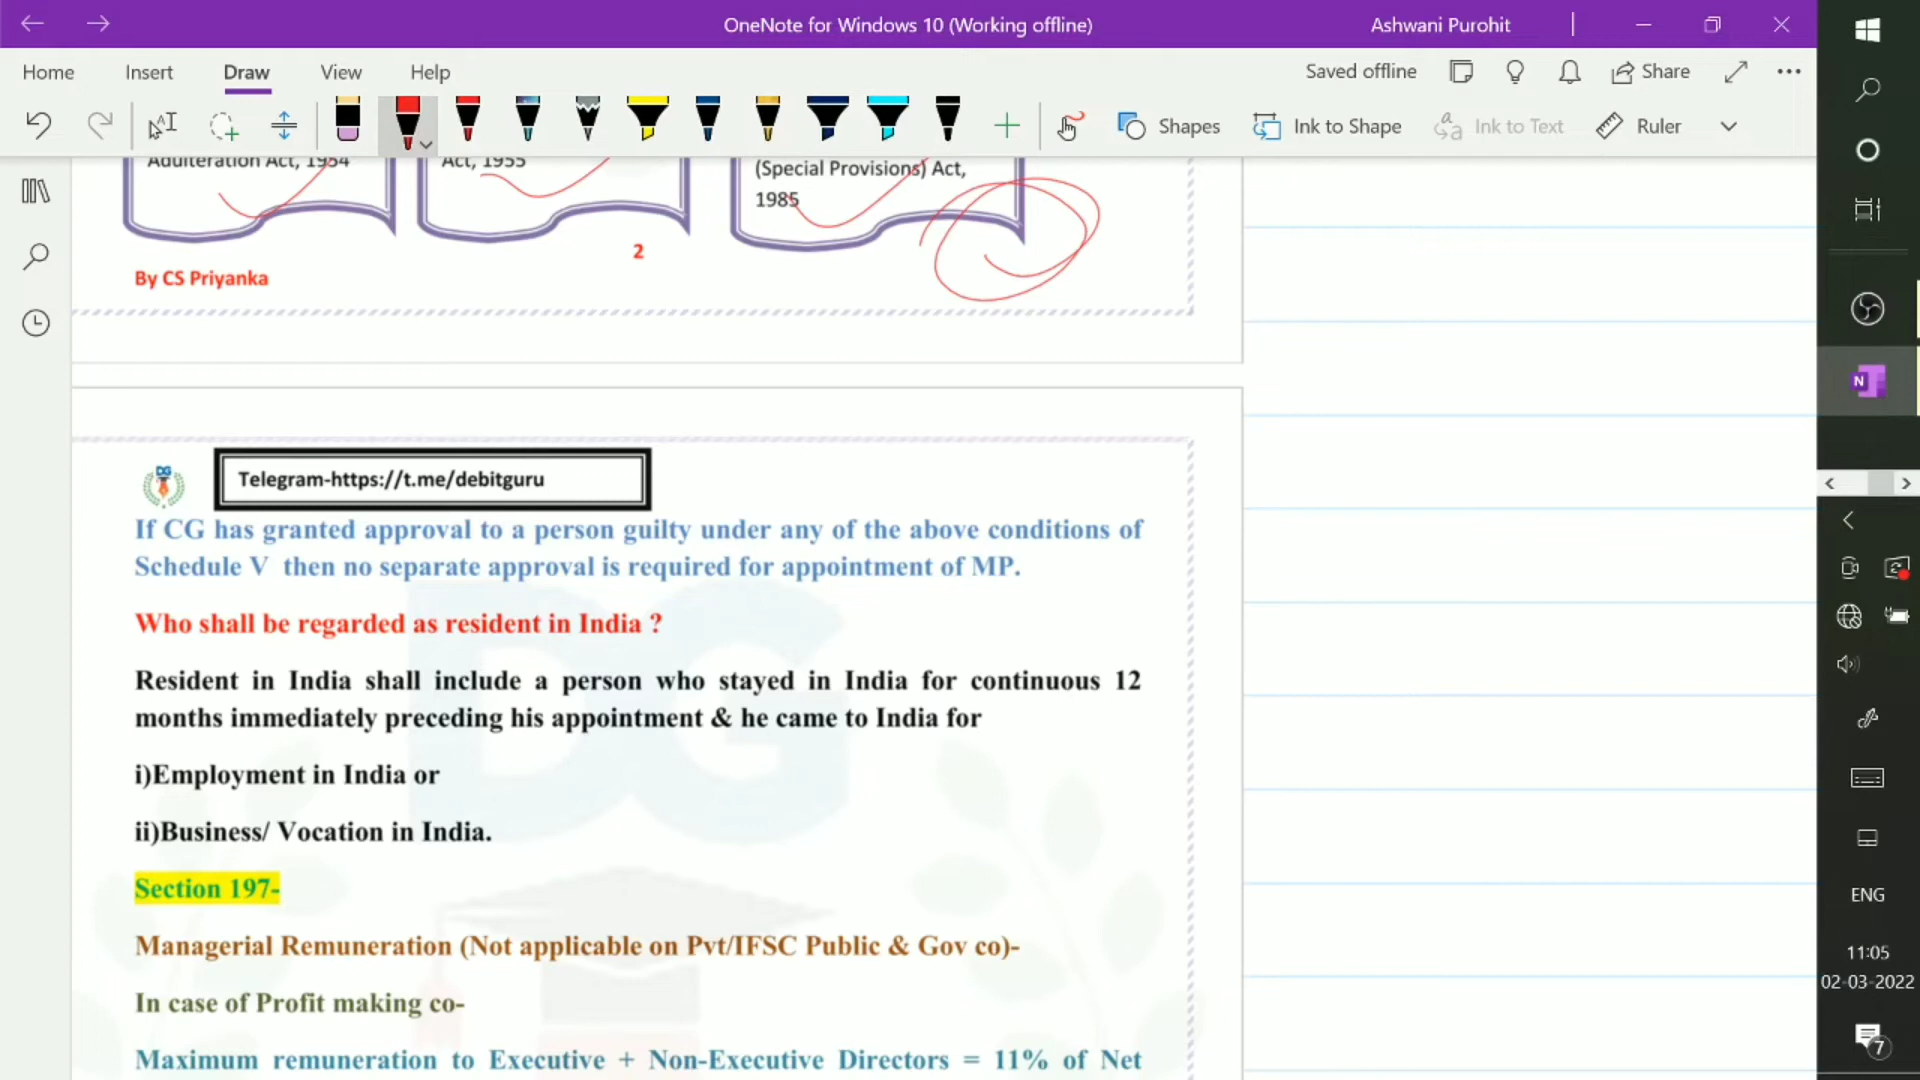 OneNote for Windows 10 (Working offline)
Ashwani Purohit
Home Insert Draw View Help
Saved offline
Share
Shapes
Ink to Shape
Ink to Text
Ruler
Adulteration Act, 1954
Act, 1955
(Special Provisions) Act,
1985
2
By CS Priyanka
DG
Telegram-https://t.me/debitguru
If CG has granted approval to a person guilty under any of the above conditions of
Schedule V then no separate approval is required for appointment of MP.
Who shall be regarded as resident in India ?
Resident in India shall include a person who stayed in India for continuous 12
months immediately preceding his appointment & he came to India for
i)Employment in India or
ii)Business/ Vocation in India.
Section 197-
Managerial Remuneration (Not applicable on Pvt/IFSC Public & Gov co)-
In case of Profit making co-
Maximum remuneration to Executive + Non-Executive Directors = 11% of Net
DG
N
ENG
11:05
02-03-2022
7